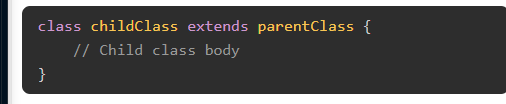 class childClass extends parentClass {
    // Child class body
}